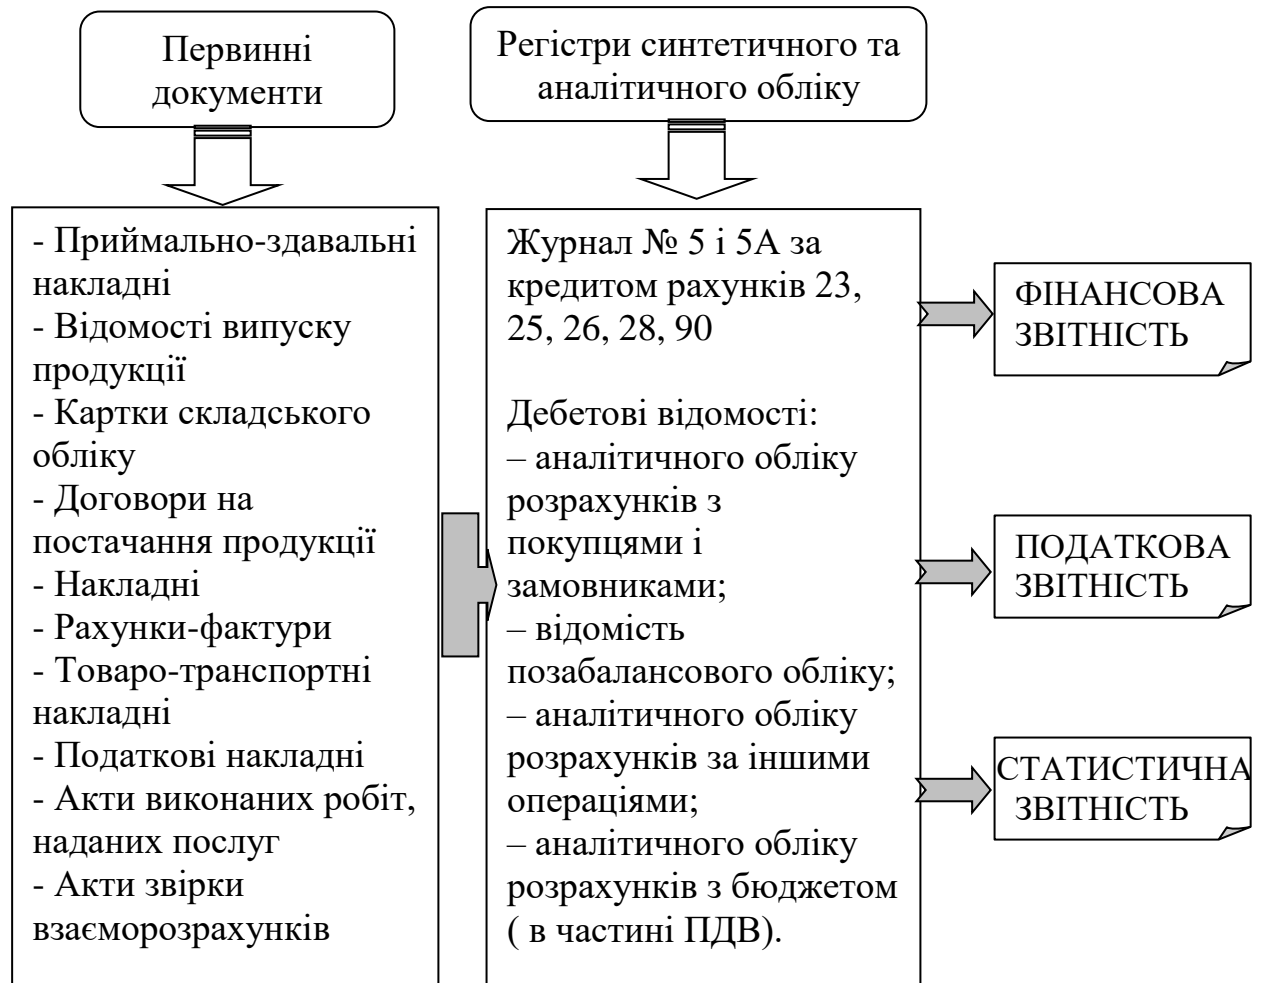 Первинні
документи
Регістри синтетичного та
аналітичного обліку
- Приймально-здавальні
накладні
- Відомості випуску
продукції
- Картки складського
обліку
- Договори на
постачання продукції
- Накладні
- Рахунки-фактури
- Товаро-транспортні
накладні
- Податкові накладні
- Акти виконаних робіт,
наданих послуг
- Акти звірки
взаєморозрахунків
Журнал № 5 і 5А за
кредитом рахунків 23,
25, 26, 28, 90
Дебетові відомості:
– аналітичного обліку
розрахунків з
покупцями і
замовниками;
– відомість
позабалансового обліку;
– аналітичного обліку
розрахунків за іншими
операціями;
– аналітичного обліку
розрахунків з бюджетом
( в частині ПДВ).
ФІНАНСОВА
ЗВІТНІСТЬ
ПОДАТКОВА
ЗВІТНІСТЬ
СТАТИСТИЧНА
ЗВІТНІСТЬ